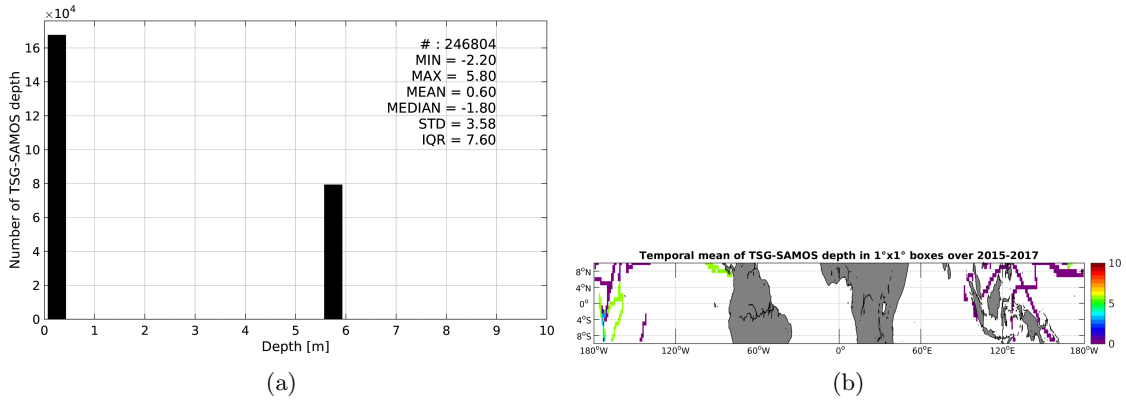 ×10⁴
16
14
12
10
8
6
4
2
0
Number of TSG-SAMOS depth
# : 246804
MIN = -2.20
MAX = 5.80
MEAN = 0.60
MEDIAN = -1.80
STD = 3.58
IQR = 7.60
0 1 2 3 4 5 6 7 8 9 10
Depth [m]
(a)
Temporal mean of TSG-SAMOS depth in 1°x1° boxes over 2015-2017
8°N
4°N
0°
4°S
8°S
180°W 120°W 60°W 0° 60°E 120°E 180°W
10
5
0
(b)